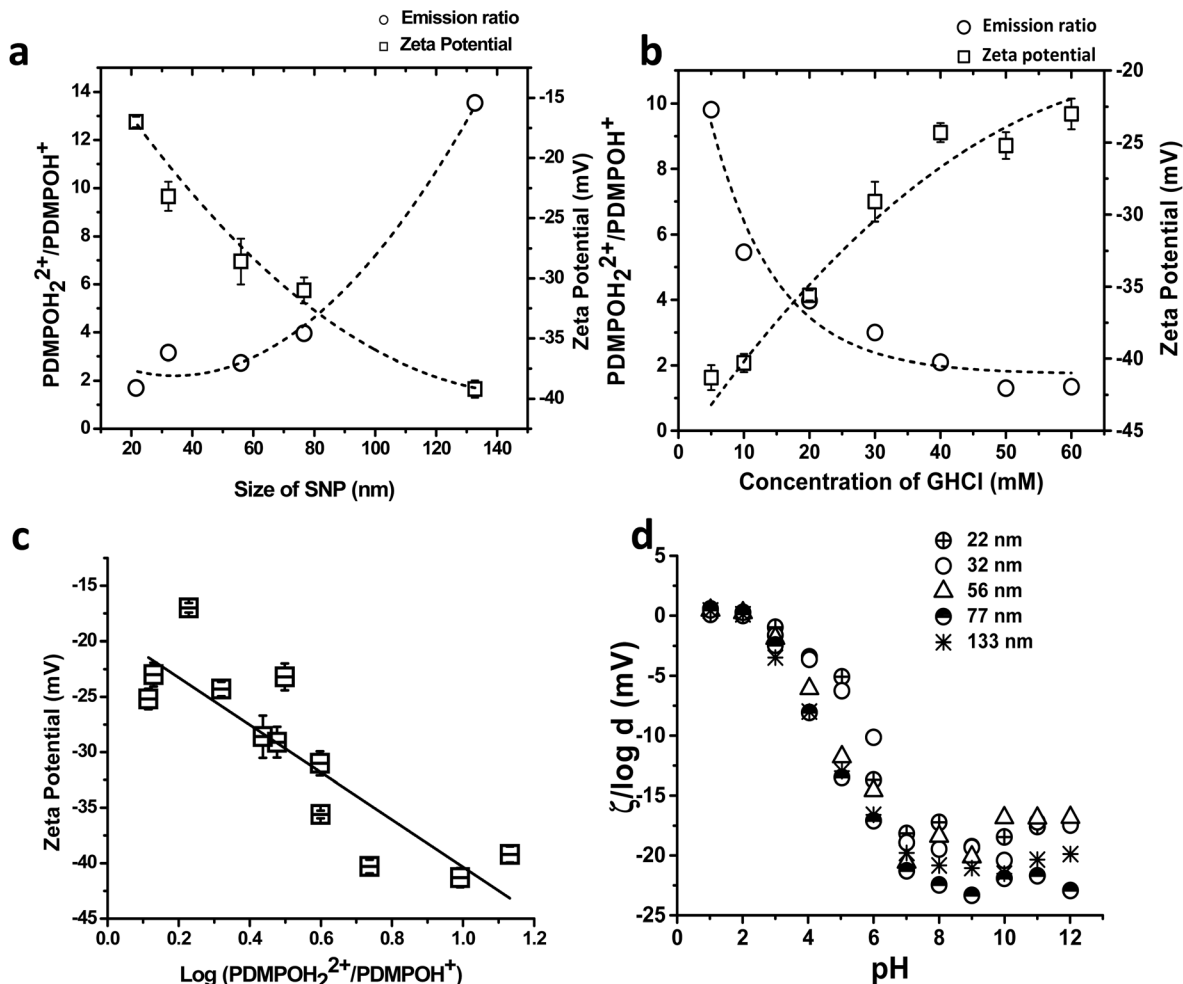 a
Emission ratio
Zeta Potential
PDMPOH₂²⁺/PDMPOH⁺
14
12
10
8
6
4
2
0
20 40 60 80 100 120 140
Size of SNP (nm)
-15
-20
-25
-30
-35
-40
Zeta Potential (mV)
b
Emission ratio
Zeta potential
PDMPOH₂²⁺/PDMPOH⁺
10
8
6
4
2
0
0 10 20 30 40 50 60
Concentration of GHCl (mM)
-20
-25
-30
-35
-40
-45
Zeta Potential (mV)
c
Zeta Potential (mV)
-15
-20
-25
-30
-35
-40
-45
0.0 0.2 0.4 0.6 0.8 1.0 1.2
Log (PDMPOH₂²⁺/PDMPOH⁺)
d
22 nm
32 nm
56 nm
77 nm
133 nm
ζ/log d (mV)
5
0
-5
-10
-15
-20
-25
0 2 4 6 8 10 12
pH